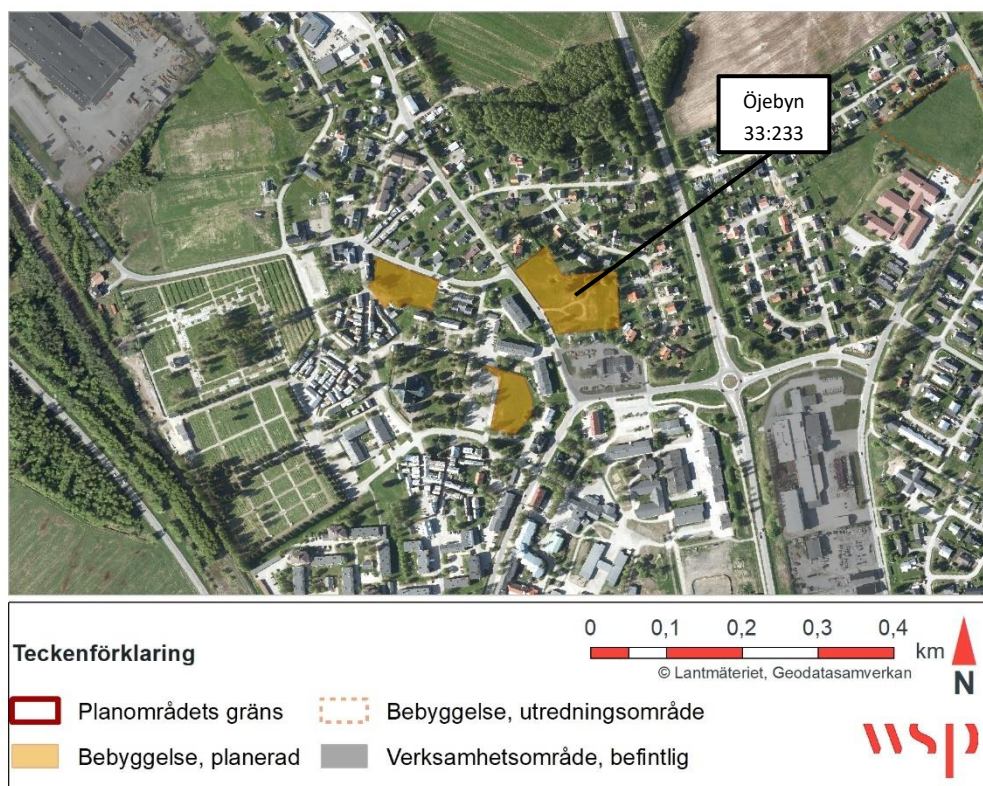 Öjebyn
33:233
Teckenförklaring
0 0,1 0,2 0,3 0,4
km
© Lantmäteriet, Geodatasamverkan
N
Planområdets gräns
Bebyggelse, utredningsområde
Bebyggelse, planerad
Verksamhetsområde, befintlig
wsp